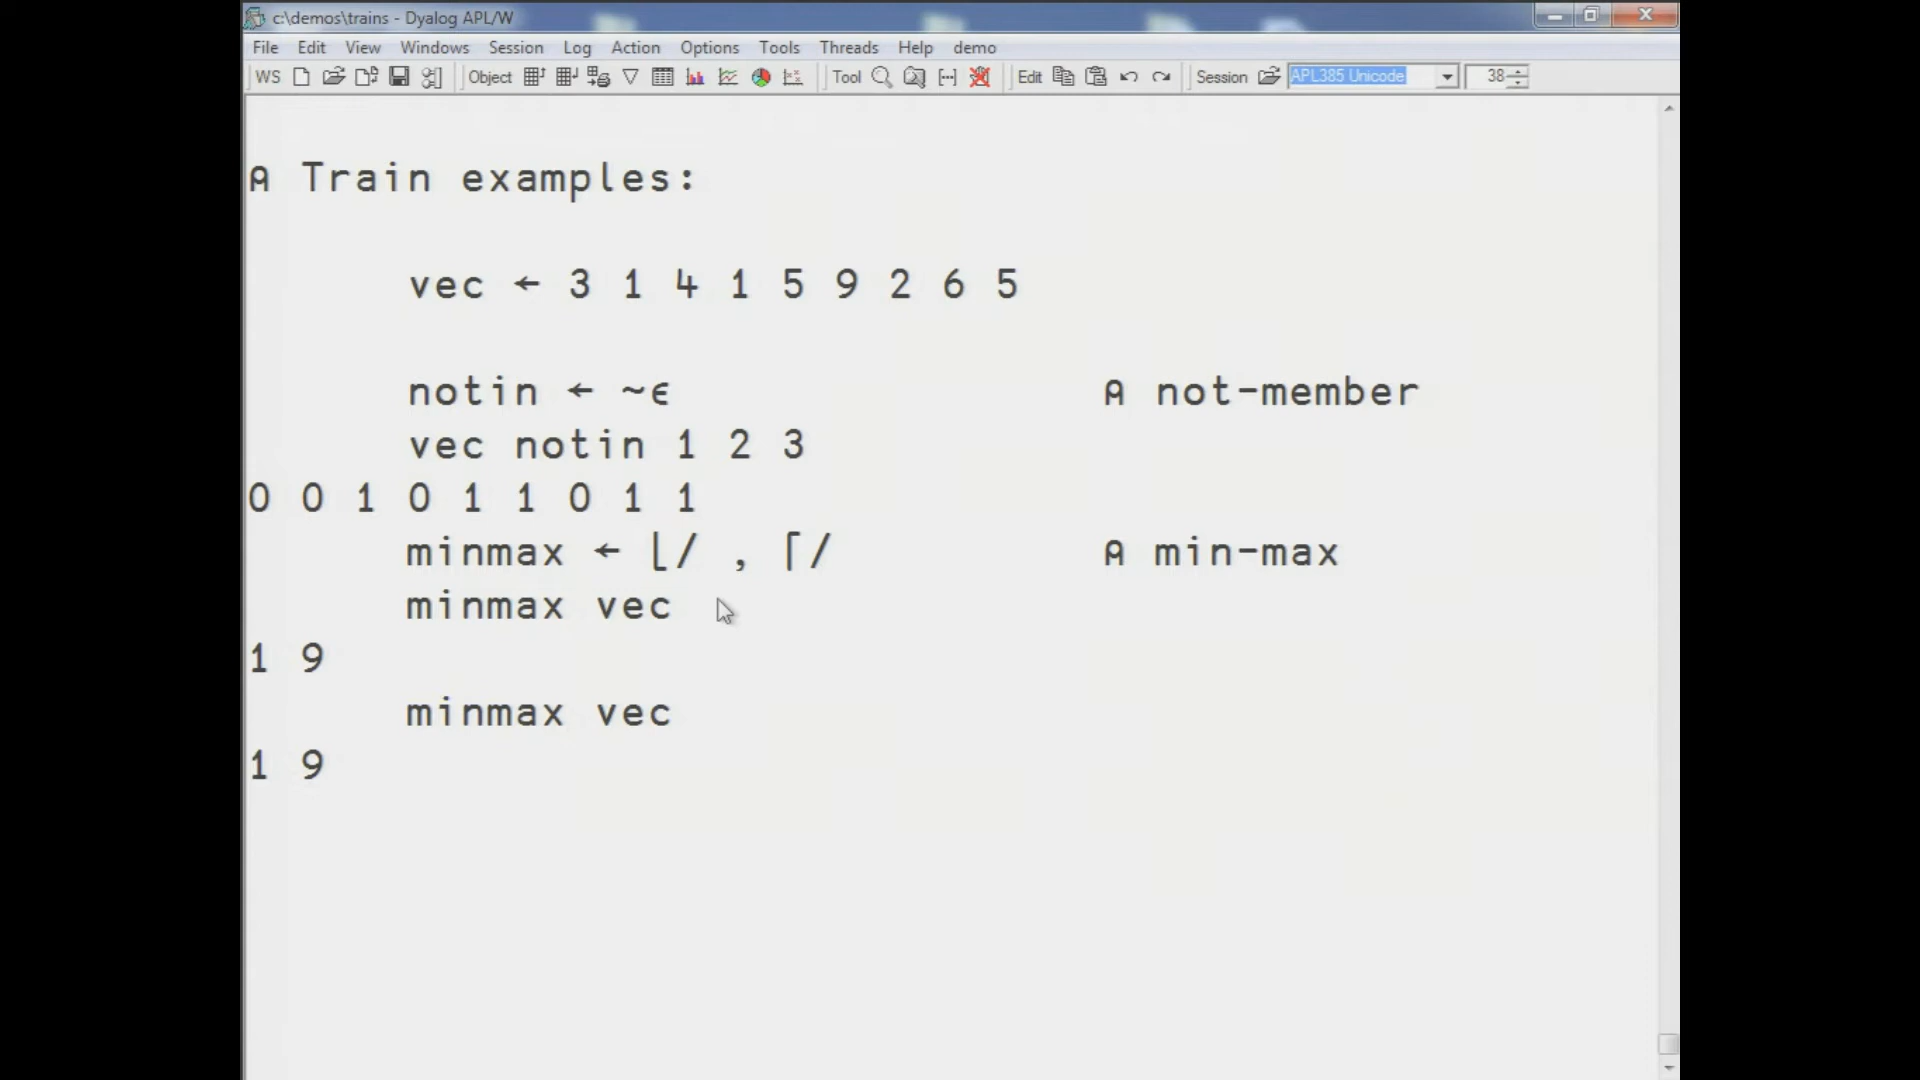 c:\demos\trains - Dyalog APL/W
File Edit View Windows Session Log Action Options Tools Threads Help demo
WS Object Tool Edit Session APL385 Unicode 38
⍝ Train examples:
vec ← 3 1 4 1 5 9 2 6 5
notin ← ~∊ ⍝ not-member
vec notin 1 2 3
0 0 1 0 1 1 0 1 1
minmax ← ⌊/ , ⌈/ ⍝ min-max
minmax vec
1 9
minmax vec
1 9